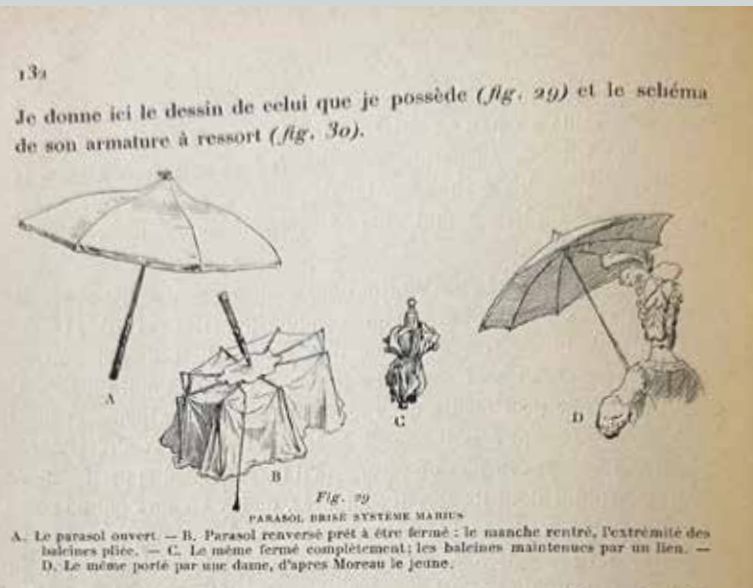 132
Je donne ici le dessin de celui que je possède (fig. 29) et le schéma
de son armature à ressort (fig. 30).
A
B
C
D
Fig. 29
PARASOL BRISÉ SYSTÈME MARIUS
A. Le parasol ouvert. — B. Parasol renversé prêt à être fermé : le manche rentré, l'extrémité des
baleines pliée. — C. Le même fermé complètement; les baleines maintenues par un lien. —
D. Le même porté par une dame, d'après Moreau le jeune.